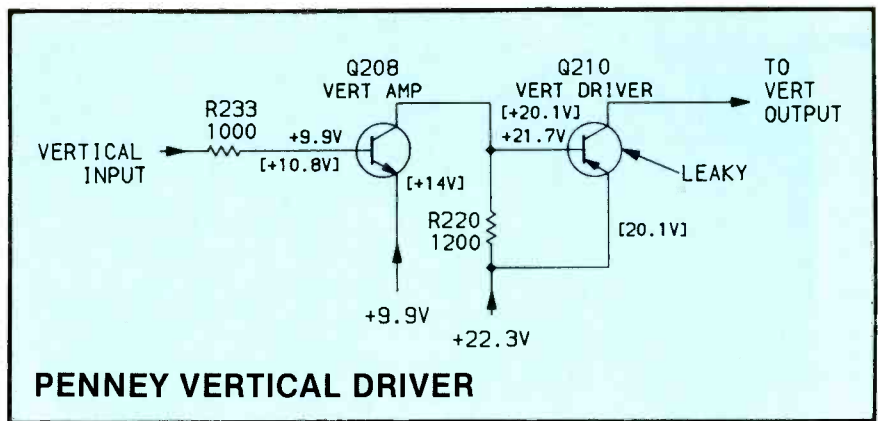 Q208
VERT AMP
Q210
VERT DRIVER
TO
VERT
OUTPUT
R233
1000
+9.9V
[+10.8V]
[+20.1V]
+21.7V
VERTICAL
INPUT
[+14V]
LEAKY
R220
1200
[20.1V]
+9.9V
+22.3V
PENNEY VERTICAL DRIVER